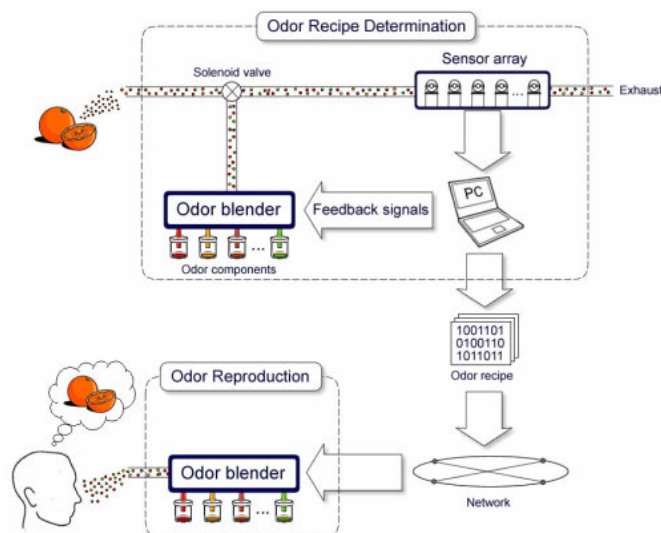 Odor Recipe Determination
Sensor array
Solenoid valve
Exhaust
PC
Odor blender
Feedback signals
...
Odor components
1001101
0100110
1011011
Odor recipe
Odor Reproduction
Odor blender
...
Network